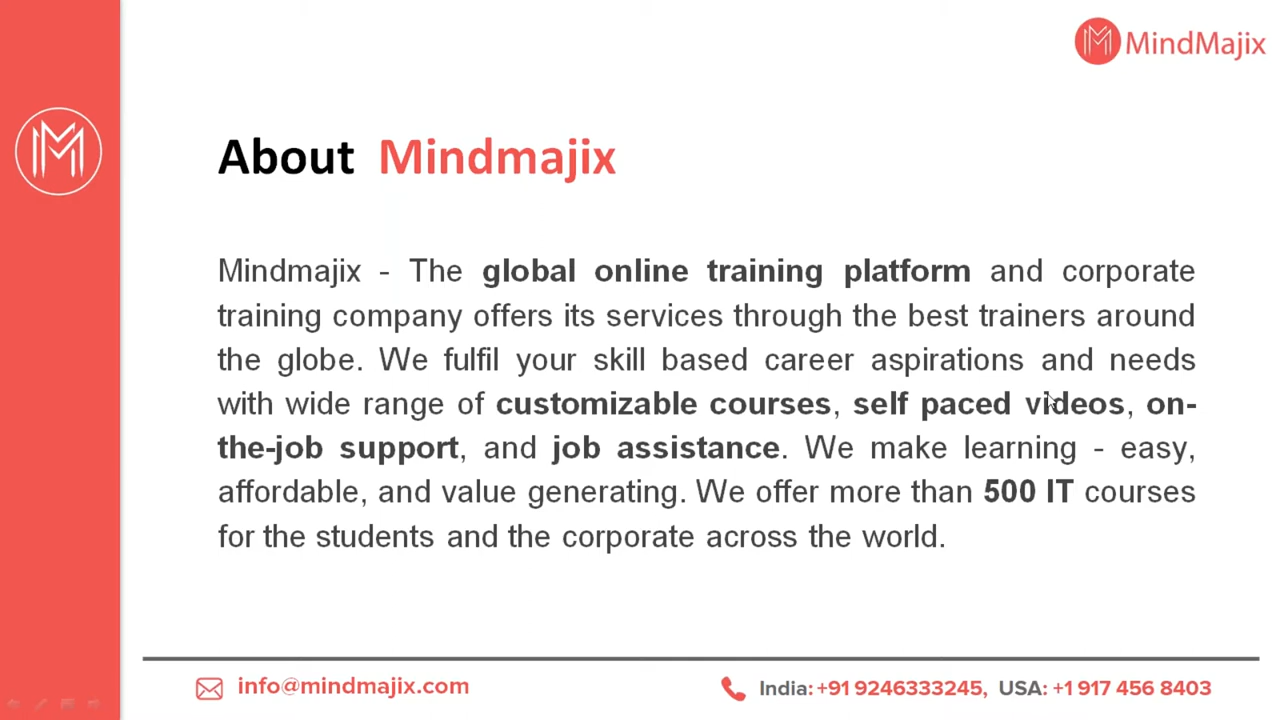 MindMajix
About Mindmajix
Mindmajix - The global online training platform and corporate
training company offers its services through the best trainers around
the globe. We fulfil your skill based career aspirations and needs
with wide range of customizable courses, self paced videos, on-
the-job support, and job assistance. We make learning - easy,
affordable, and value generating. We offer more than 500 IT courses
for the students and the corporate across the world.
info@mindmajix.com
India: +91 9246333245, USA: +1 917 456 8403